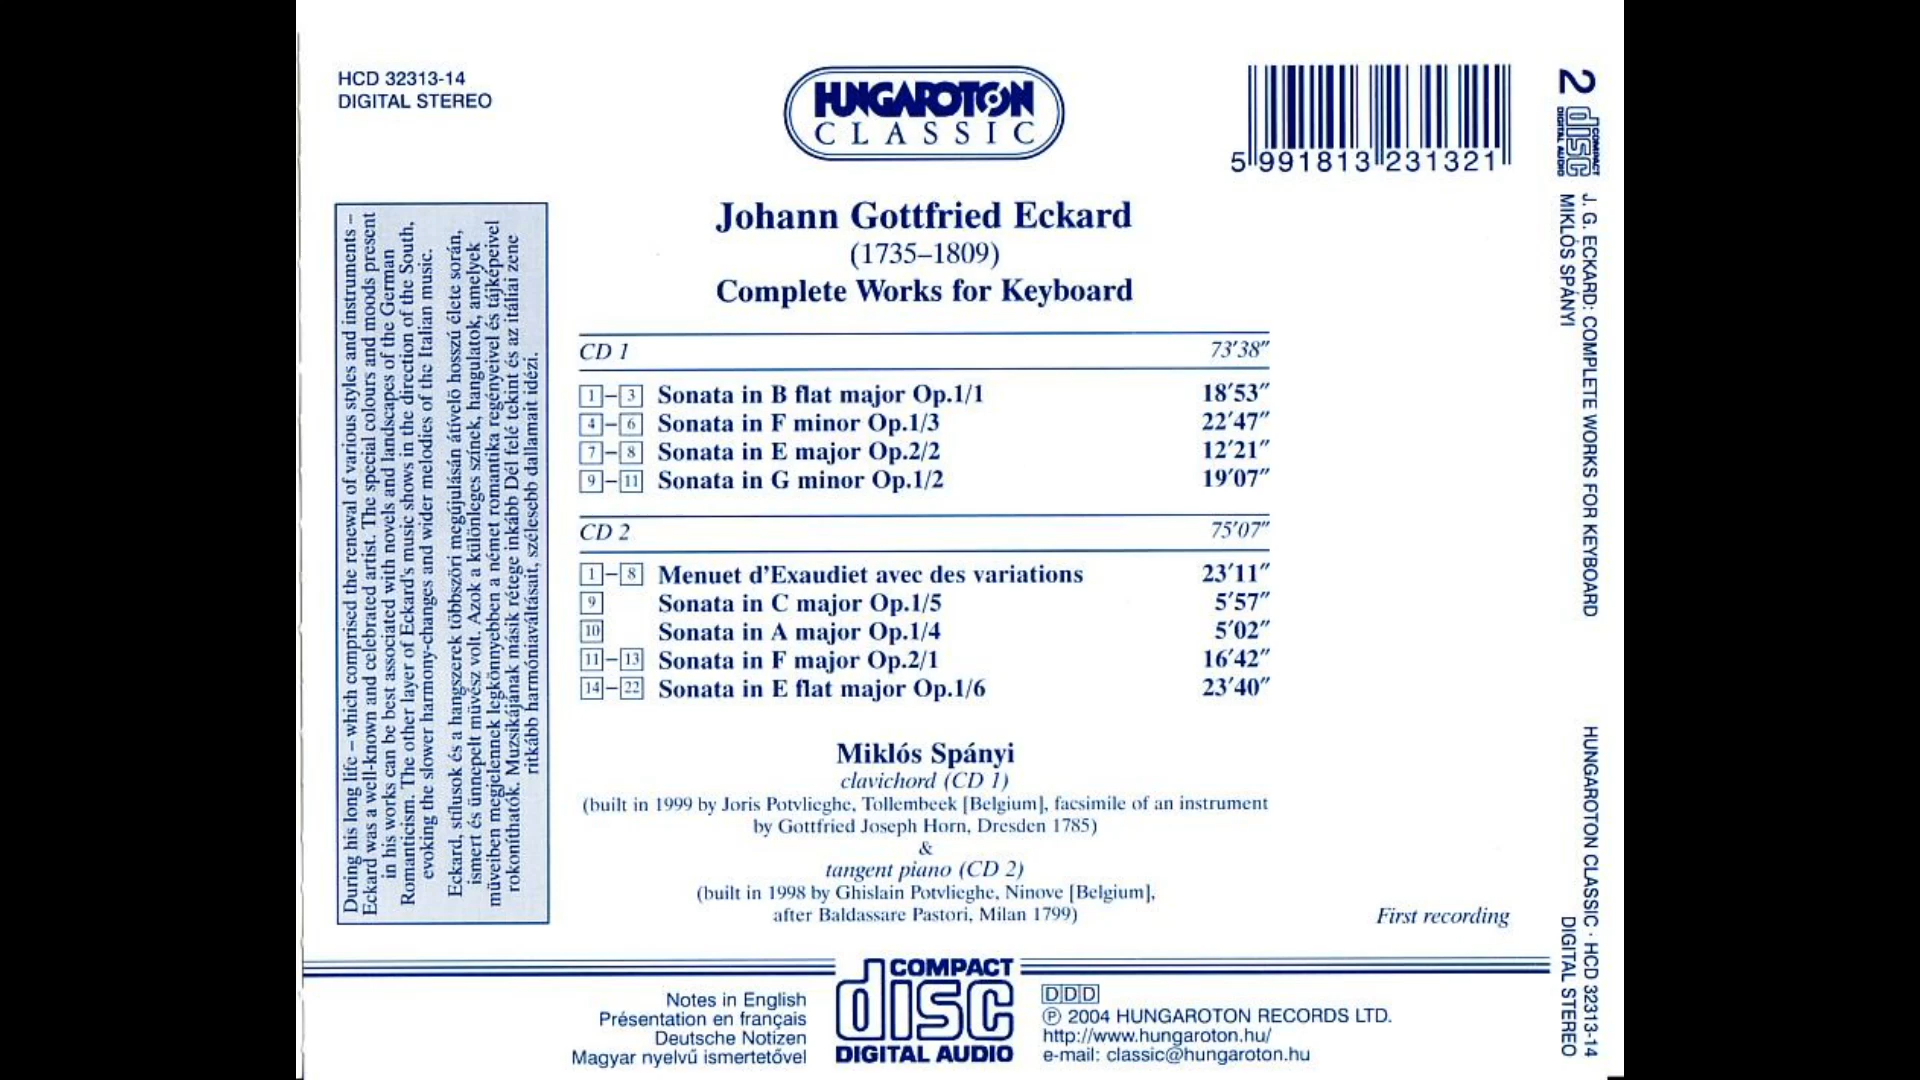 HCD 32313-14
DIGITAL STEREO
HUNGAROTON
CLASSIC
5 991813 231321
Johann Gottfried Eckard
(1735–1809)
Complete Works for Keyboard
CD 1 73′38″
1–3 Sonata in B flat major Op.1/1 18′53″
4–6 Sonata in F minor Op.1/3 22′47″
7–8 Sonata in E major Op.2/2 12′21″
9–11 Sonata in G minor Op.1/2 19′07″
CD 2 75′07″
1–8 Menuet d'Exaudiet avec des variations 23′11″
9 Sonata in C major Op.1/5 5′57″
10 Sonata in A major Op.1/4 5′02″
11–13 Sonata in F major Op.2/1 16′42″
14–22 Sonata in E flat major Op.1/6 23′40″
Miklós Spányi
clavichord (CD 1)
(built in 1999 by Joris Potvlieghe, Tollembeek [Belgium], facsimile of an instrument
by Gottfried Joseph Horn, Dresden 1785)
&
tangent piano (CD 2)
(built in 1998 by Ghislain Potvlieghe, Ninove [Belgium],
after Baldassare Pastori, Milan 1799)
First recording
During his long life – which comprised the renewal of various styles and instruments –
Eckard was a well-known and celebrated artist. The special colours and moods present
in his works can be best associated with novels and landscapes of the German
Romanticism. The other layer of Eckard's music shows in the direction of the South,
evoking the slower harmony-changes and wider melodies of the Italian music.
Eckard, stílusok és a hangszerek többszöri megújulásán átívelő hosszú élete során,
ismert és ünnepelt művész volt. Azok a különleges színek, hangulatok, amelyek
műveiben megjelennek legkönnyebben a német romantika regényeivel és tájképeivel
rokoníthatók. Muzsikájának másik rétege inkább Dél felé tekint és az itáliai zene
ritkább harmóniaváltásait, szélesebb dallamait idézi.
Notes in English
Présentation en français
Deutsche Notizen
Magyar nyelvű ismertetővel
COMPACT
disc
DIGITAL AUDIO
DDD
℗ 2004 HUNGAROTON RECORDS LTD.
http://www.hungaroton.hu/
e-mail: classic@hungaroton.hu
2
COMPACT
disc
DIGITAL AUDIO
J. G. ECKARD: COMPLETE WORKS FOR KEYBOARD
MIKLÓS SPÁNYI
HUNGAROTON CLASSIC · HCD 32313-14
DIGITAL STEREO